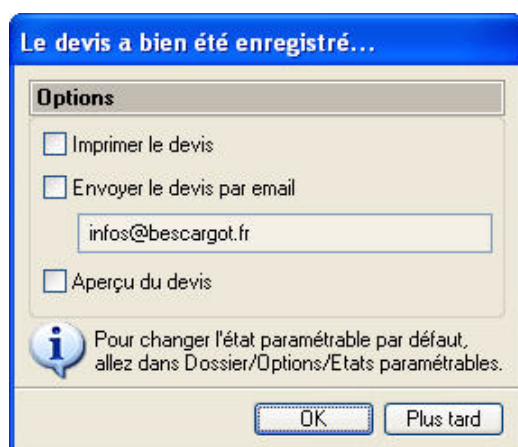 Le devis a bien été enregistré...
Options
Imprimer le devis
Envoyer le devis par email
infos@bescargot.fr
Aperçu du devis
Pour changer l'état paramétrable par défaut,
allez dans Dossier/Options/Etats paramétrables.
OK
Plus tard